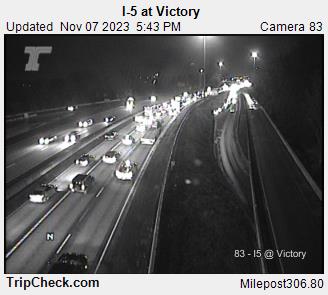 I-5 at Victory
Updated Nov 07 2023 5:43 PM Camera 83
T
N
83 - I5 @ Victory
TripCheck.com Milepost306.80